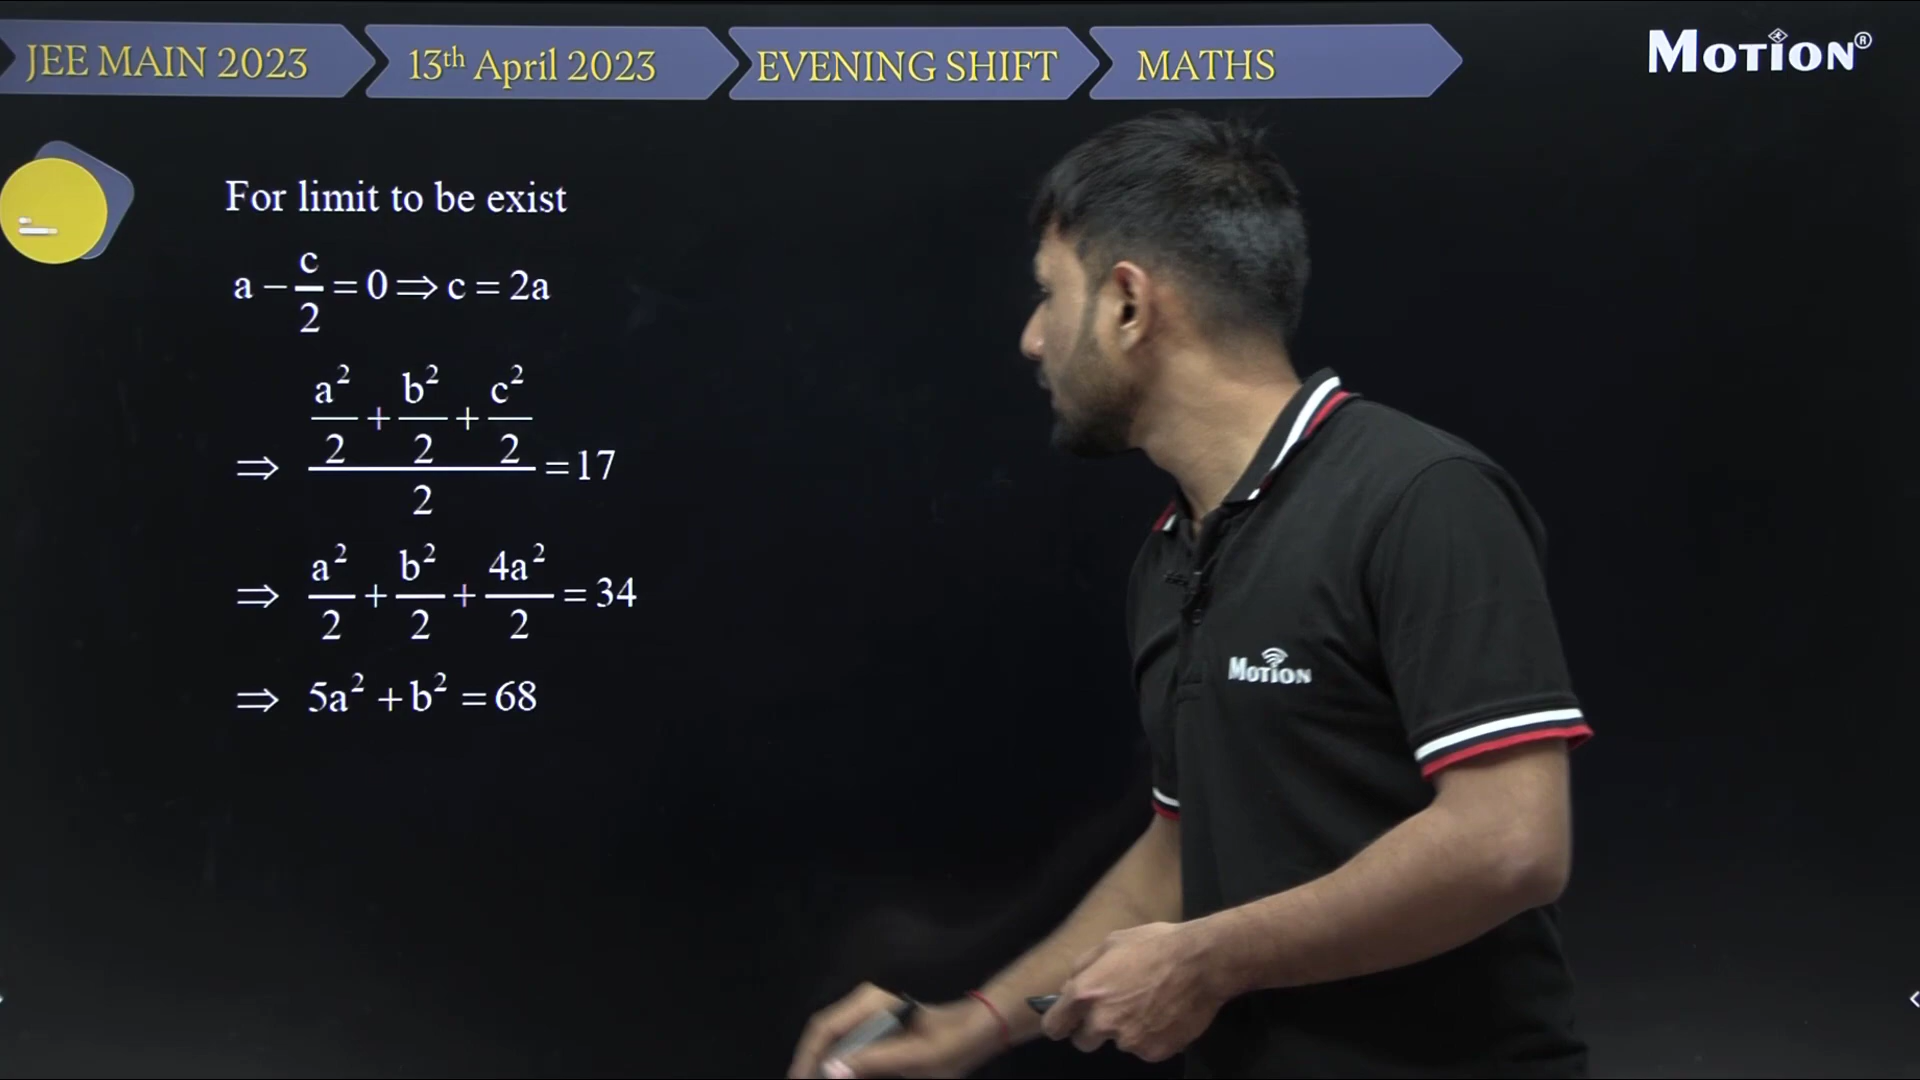 JEE MAIN 2023 13th April 2023 EVENING SHIFT MATHS
MOTION®
For limit to be exist
a − c/2 = 0 ⇒ c = 2a
⇒ (a²/2 + b²/2 + c²/2)/2 = 17
⇒ a²/2 + b²/2 + 4a²/2 = 34
⇒ 5a² + b² = 68
MOTION